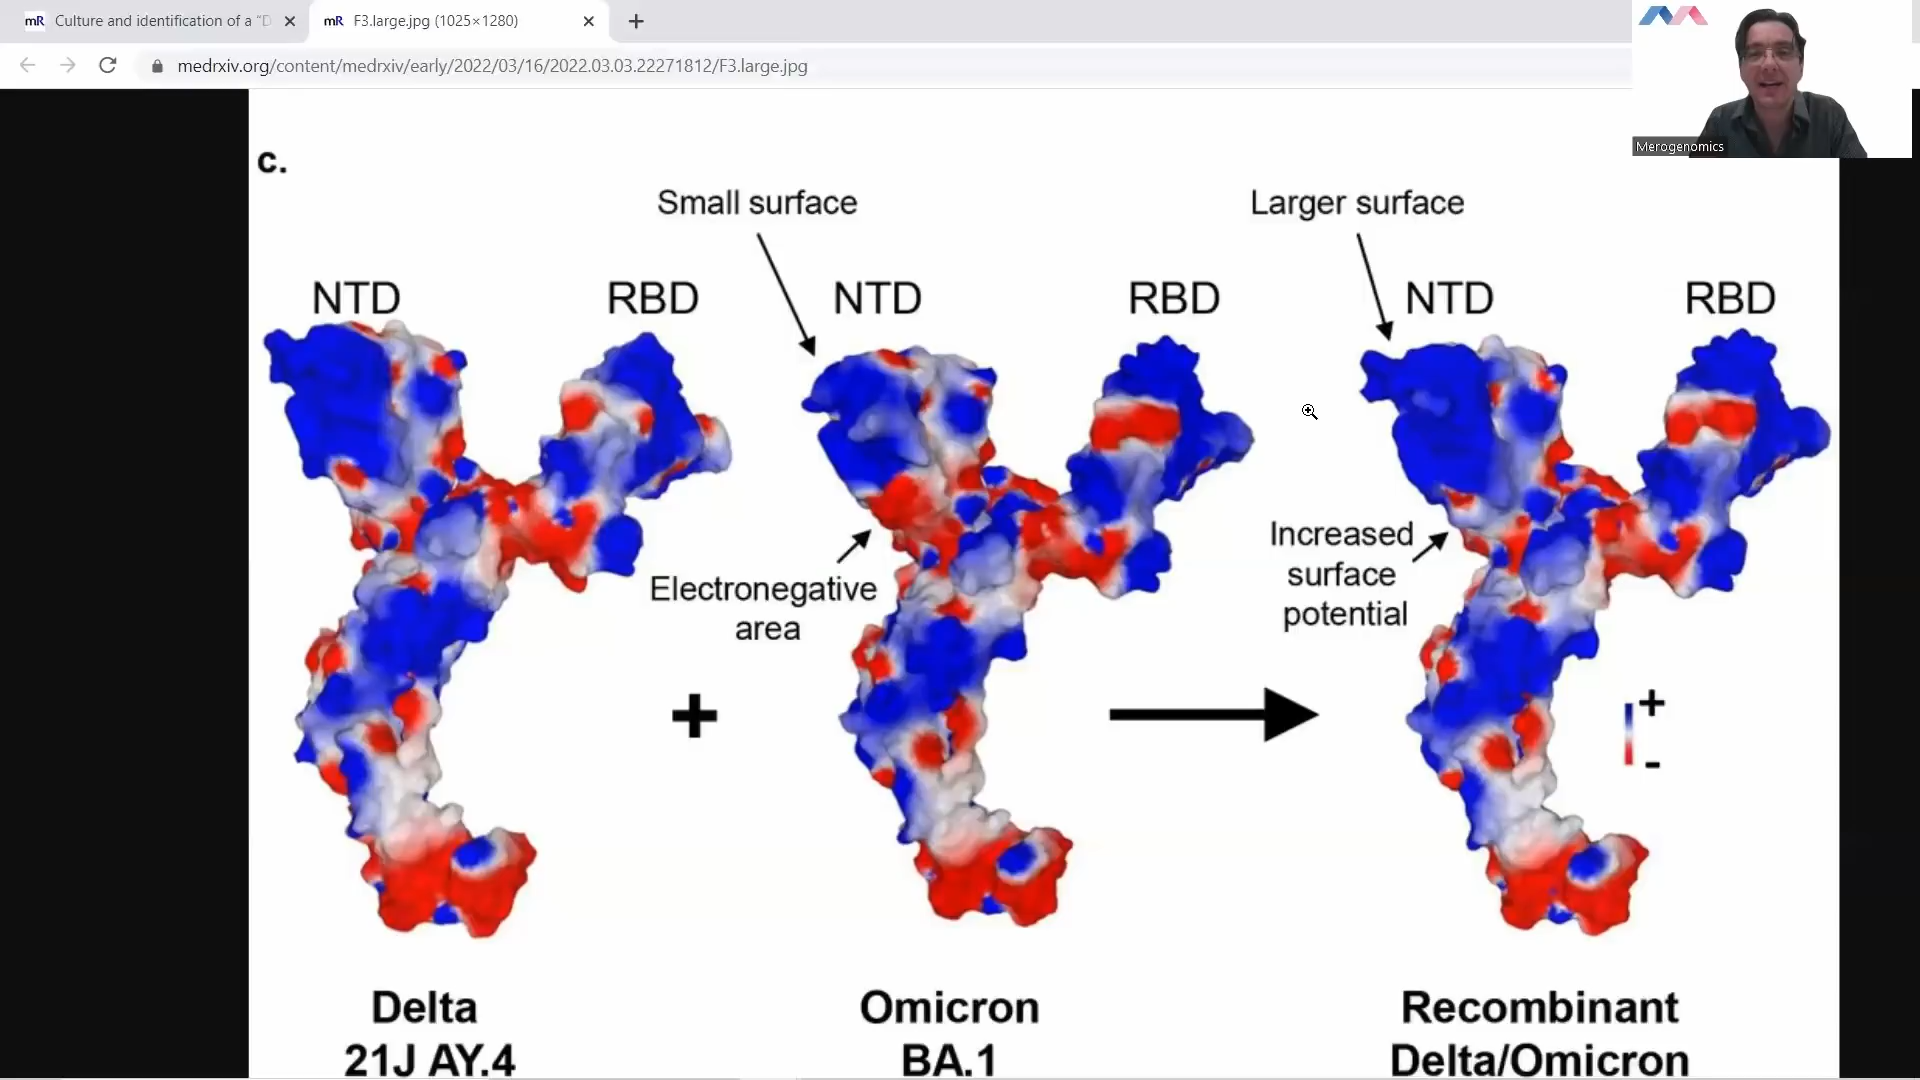 mR Culture and identification of a "D
mR F3.large.jpg (1025×1280)
medrxiv.org/content/medrxiv/early/2022/03/16/2022.03.03.22271812/F3.large.jpg
Merogenomics
c.
Small surface
Larger surface
NTD
RBD
NTD
RBD
NTD
RBD
Electronegative
area
Increased
surface
potential
+
+
-
Delta
21J AY.4
Omicron
BA.1
Recombinant
Delta/Omicron